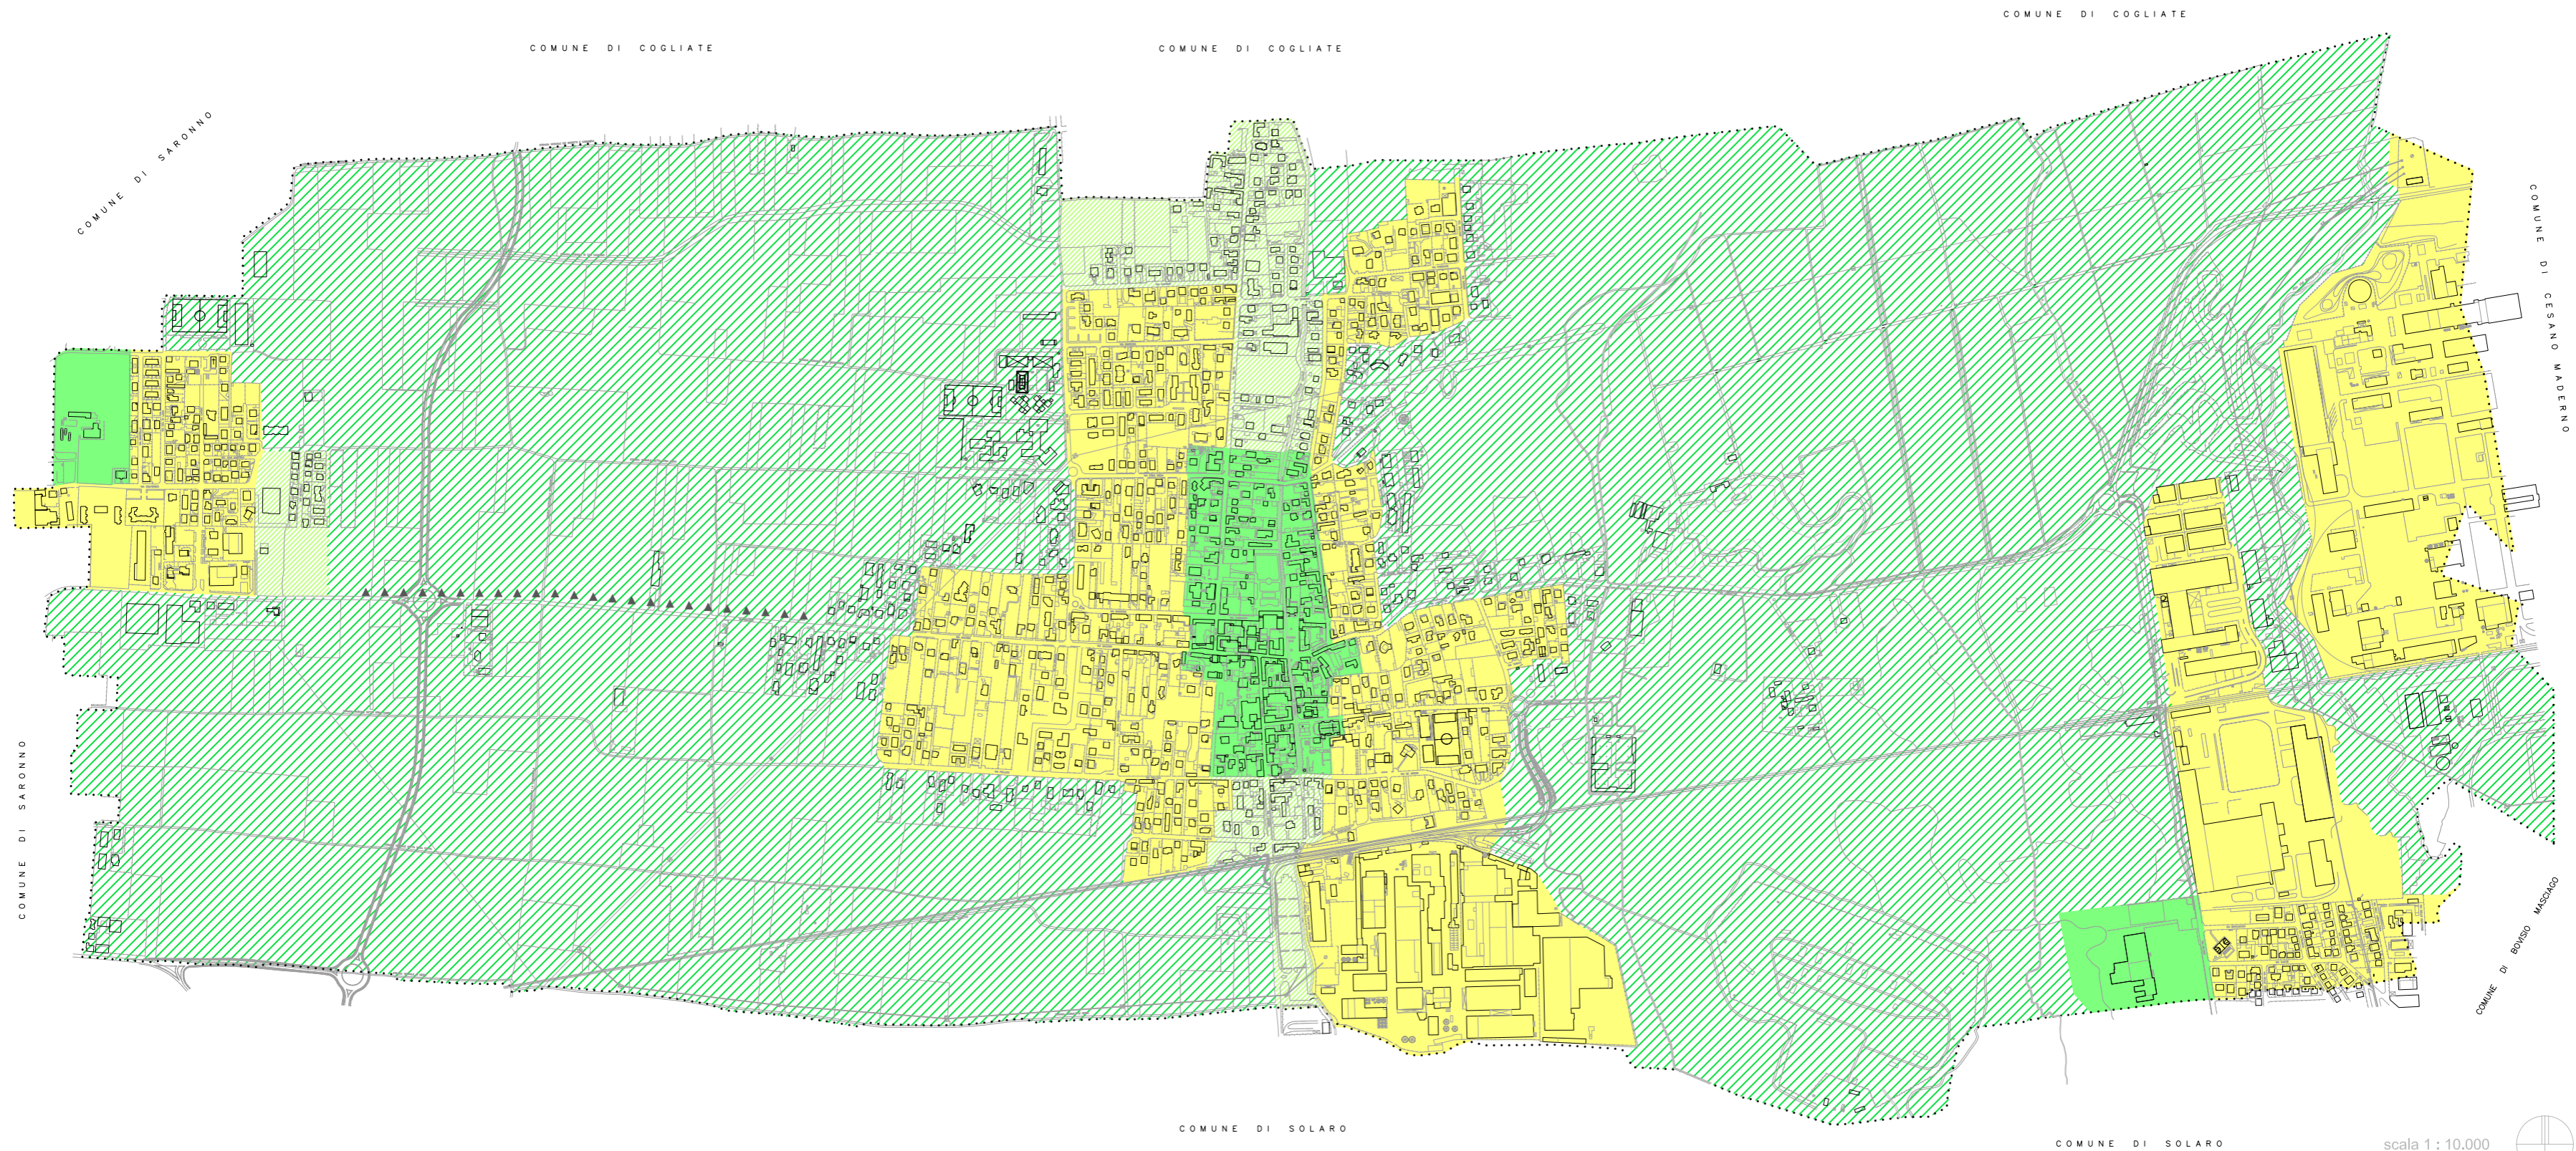 COMUNE DI COGLIATE
COMUNE DI COGLIATE
COMUNE DI COGLIATE
COMUNE DI SARONNO
COMUNE DI CESANO MADERNO
COMUNE DI SARONNO
COMUNE DI BOVISIO MASCIAGO
COMUNE DI SOLARO
COMUNE DI SOLARO
scala 1 : 10.000